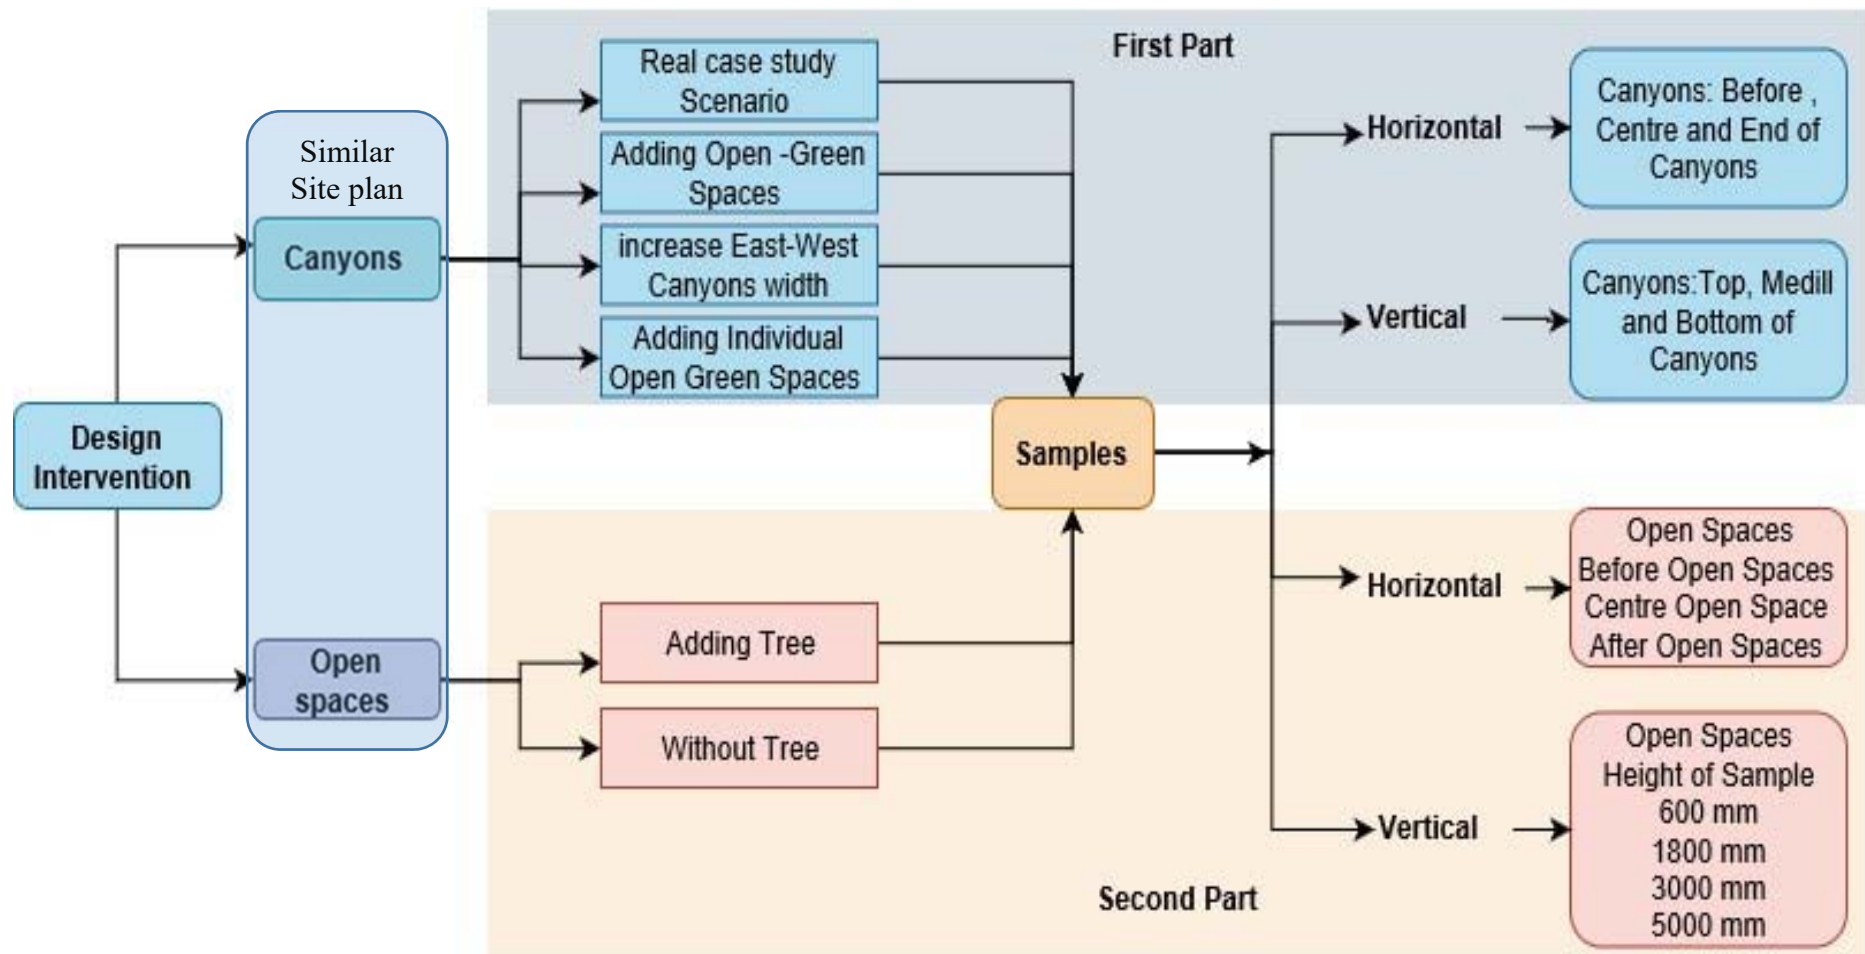 Design
Intervention
Similar
Site plan
Canyons
Open
spaces
First Part
Real case study
Scenario
Adding Open -Green
Spaces
increase East-West
Canyons width
Adding Individual
Open Green Spaces
Adding Tree
Without Tree
Samples
Horizontal
Canyons: Before ,
Centre and End of
Canyons
Vertical
Canyons:Top, Medill
and Bottom of
Canyons
Horizontal
Open Spaces
Before Open Spaces
Centre Open Space
After Open Spaces
Vertical
Open Spaces
Height of Sample
600 mm
1800 mm
3000 mm
5000 mm
Second Part